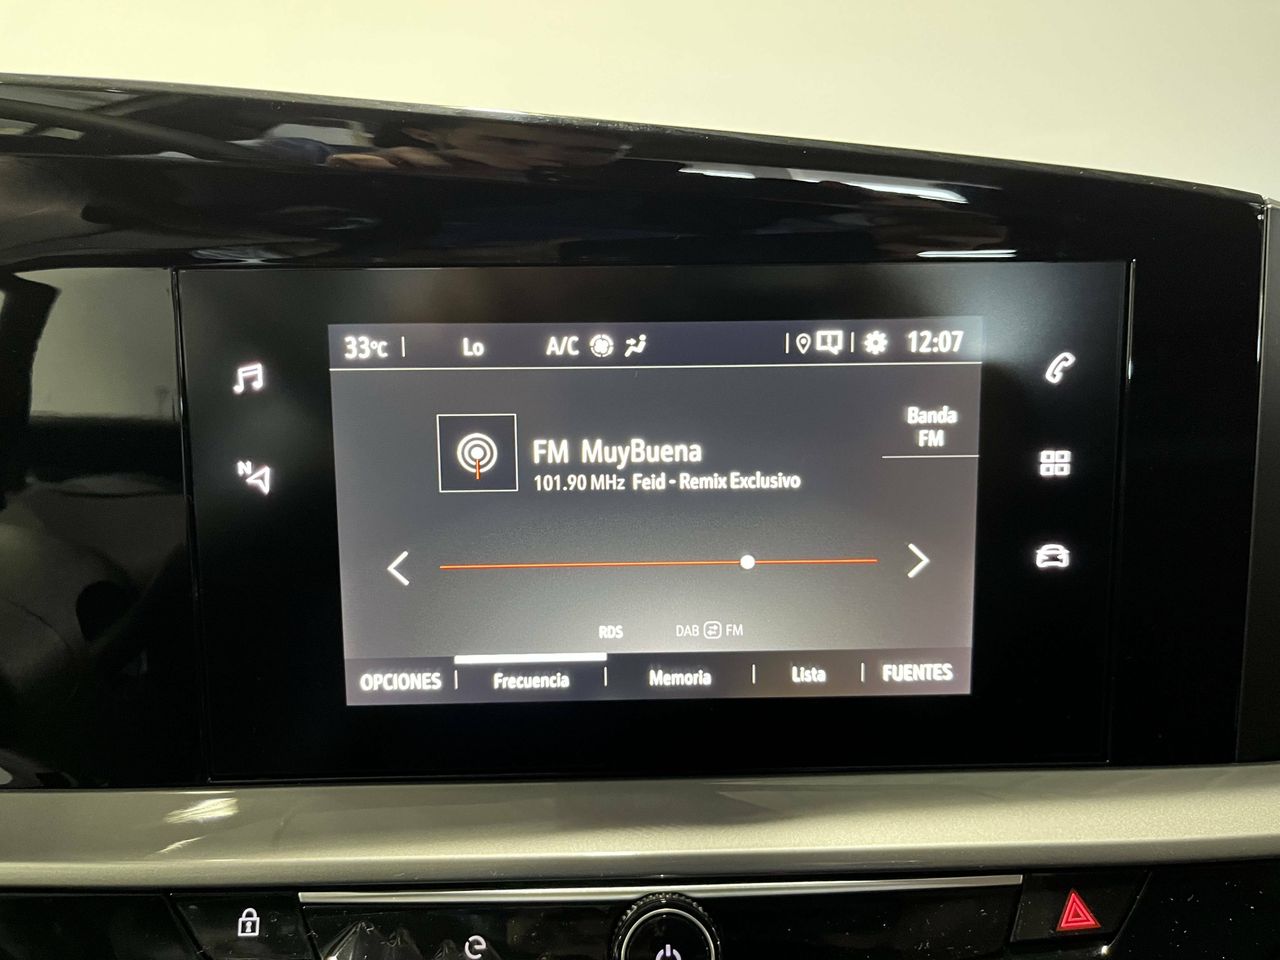 33°C | Lo A/C | | 12:07
Banda
FM
FM MuyBuena
101.90 MHz Feid - Remix Exclusivo
N
RDS DAB FM
OPCIONES | Frecuencia | Memoria | Lista | FUENTES